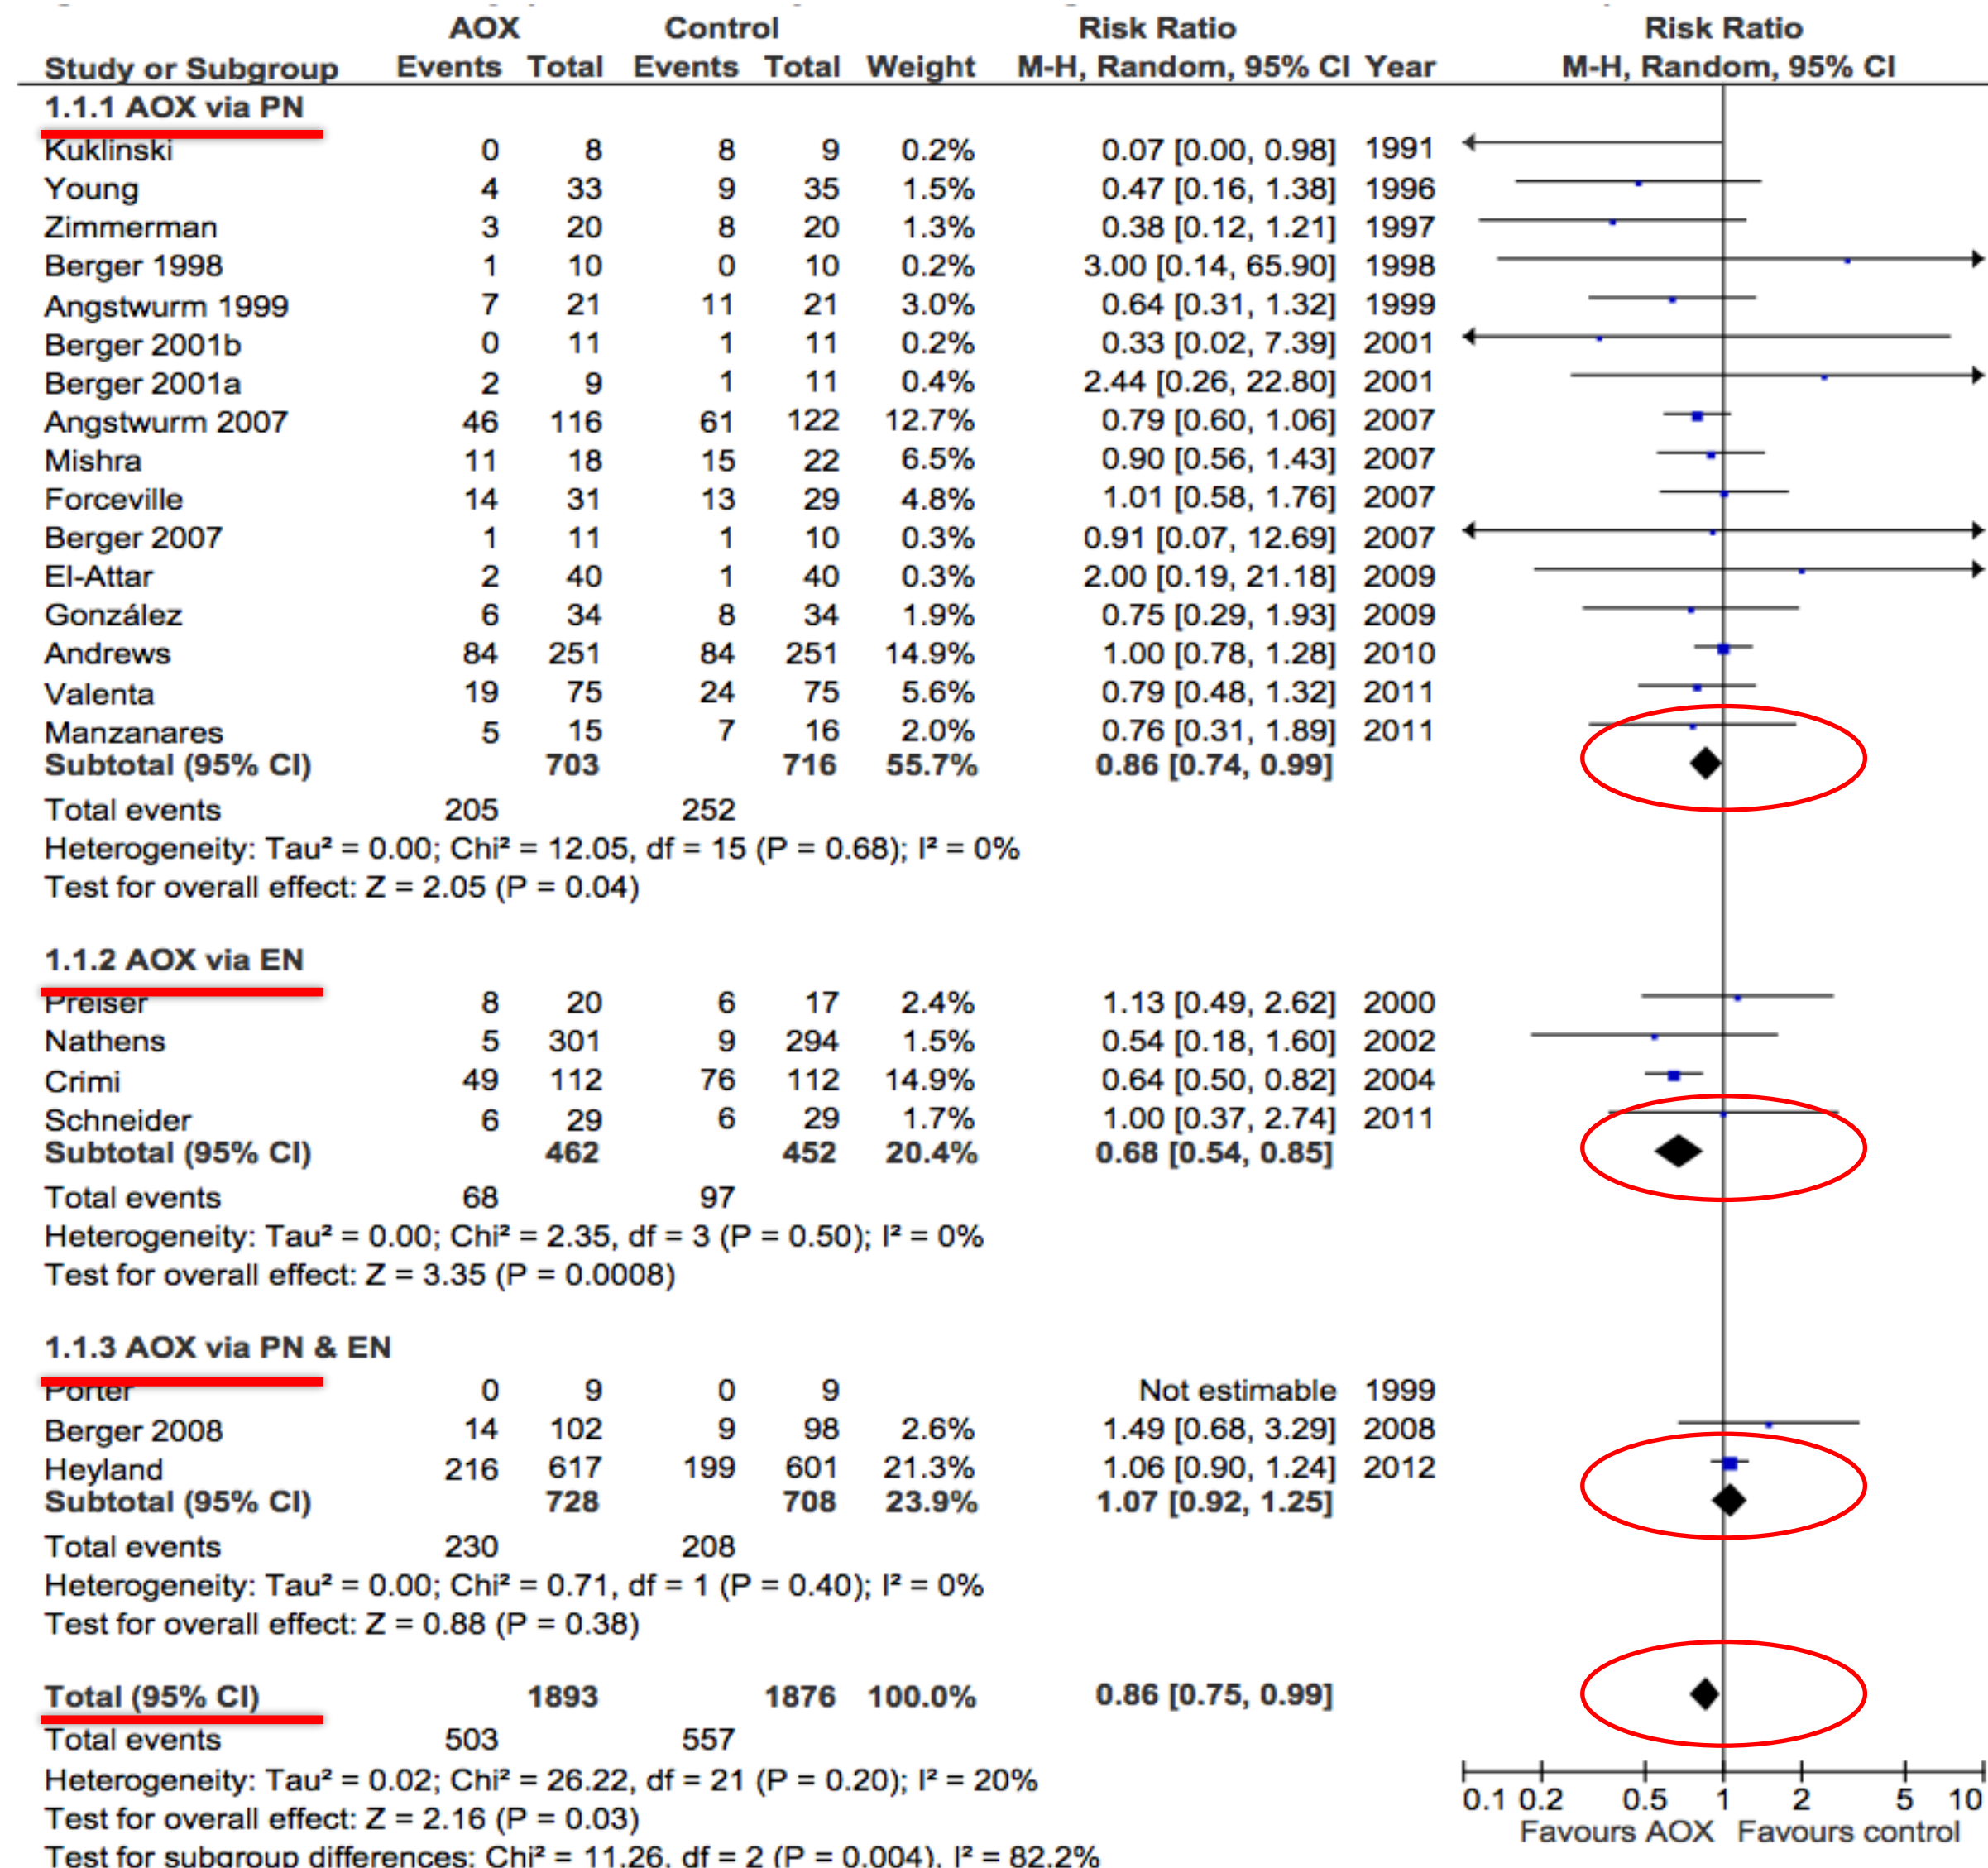 AOX Control Risk Ratio Risk Ratio
Study or Subgroup Events Total Events Total Weight M-H, Random, 95% CI Year M-H, Random, 95% CI
1.1.1 AOX via PN
Kuklinski 0 8 8 9 0.2% 0.07 [0.00, 0.98] 1991
Young 4 33 9 35 1.5% 0.47 [0.16, 1.38] 1996
Zimmerman 3 20 8 20 1.3% 0.38 [0.12, 1.21] 1997
Berger 1998 1 10 0 10 0.2% 3.00 [0.14, 65.90] 1998
Angstwurm 1999 7 21 11 21 3.0% 0.64 [0.31, 1.32] 1999
Berger 2001b 0 11 1 11 0.2% 0.33 [0.02, 7.39] 2001
Berger 2001a 2 9 1 11 0.4% 2.44 [0.26, 22.80] 2001
Angstwurm 2007 46 116 61 122 12.7% 0.79 [0.60, 1.06] 2007
Mishra 11 18 15 22 6.5% 0.90 [0.56, 1.43] 2007
Forceville 14 31 13 29 4.8% 1.01 [0.58, 1.76] 2007
Berger 2007 1 11 1 10 0.3% 0.91 [0.07, 12.69] 2007
El-Attar 2 40 1 40 0.3% 2.00 [0.19, 21.18] 2009
González 6 34 8 34 1.9% 0.75 [0.29, 1.93] 2009
Andrews 84 251 84 251 14.9% 1.00 [0.78, 1.28] 2010
Valenta 19 75 24 75 5.6% 0.79 [0.48, 1.32] 2011
Manzanares 5 15 7 16 2.0% 0.76 [0.31, 1.89] 2011
Subtotal (95% CI) 703 716 55.7% 0.86 [0.74, 0.99]
Total events 205 252
Heterogeneity: Tau² = 0.00; Chi² = 12.05, df = 15 (P = 0.68); I² = 0%
Test for overall effect: Z = 2.05 (P = 0.04)
1.1.2 AOX via EN
Preiser 8 20 6 17 2.4% 1.13 [0.49, 2.62] 2000
Nathens 5 301 9 294 1.5% 0.54 [0.18, 1.60] 2002
Crimi 49 112 76 112 14.9% 0.64 [0.50, 0.82] 2004
Schneider 6 29 6 29 1.7% 1.00 [0.37, 2.74] 2011
Subtotal (95% CI) 462 452 20.4% 0.68 [0.54, 0.85]
Total events 68 97
Heterogeneity: Tau² = 0.00; Chi² = 2.35, df = 3 (P = 0.50); I² = 0%
Test for overall effect: Z = 3.35 (P = 0.0008)
1.1.3 AOX via PN & EN
Porter 0 9 0 9 Not estimable 1999
Berger 2008 14 102 9 98 2.6% 1.49 [0.68, 3.29] 2008
Heyland 216 617 199 601 21.3% 1.06 [0.90, 1.24] 2012
Subtotal (95% CI) 728 708 23.9% 1.07 [0.92, 1.25]
Total events 230 208
Heterogeneity: Tau² = 0.00; Chi² = 0.71, df = 1 (P = 0.40); I² = 0%
Test for overall effect: Z = 0.88 (P = 0.38)
Total (95% CI) 1893 1876 100.0% 0.86 [0.75, 0.99]
Total events 503 557
Heterogeneity: Tau² = 0.02; Chi² = 26.22, df = 21 (P = 0.20); I² = 20%
Test for overall effect: Z = 2.16 (P = 0.03)
Test for subgroup differences: Chi² = 11.26, df = 2 (P = 0.004), I² = 82.2%
0.1 0.2 0.5 1 2 5 10
Favours AOX Favours control